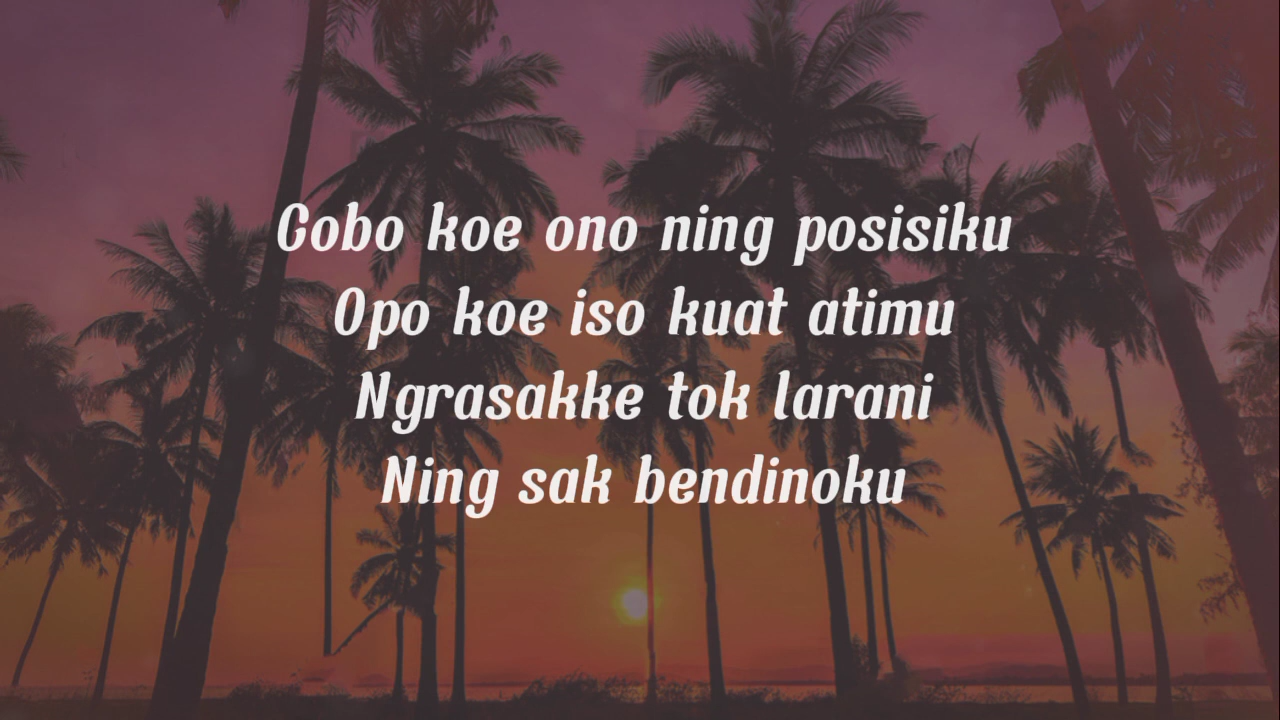 Cobo koe ono ning posisiku
Opo koe iso kuat atimu
Ngrasakke tok larani
Ning sak bendinoku